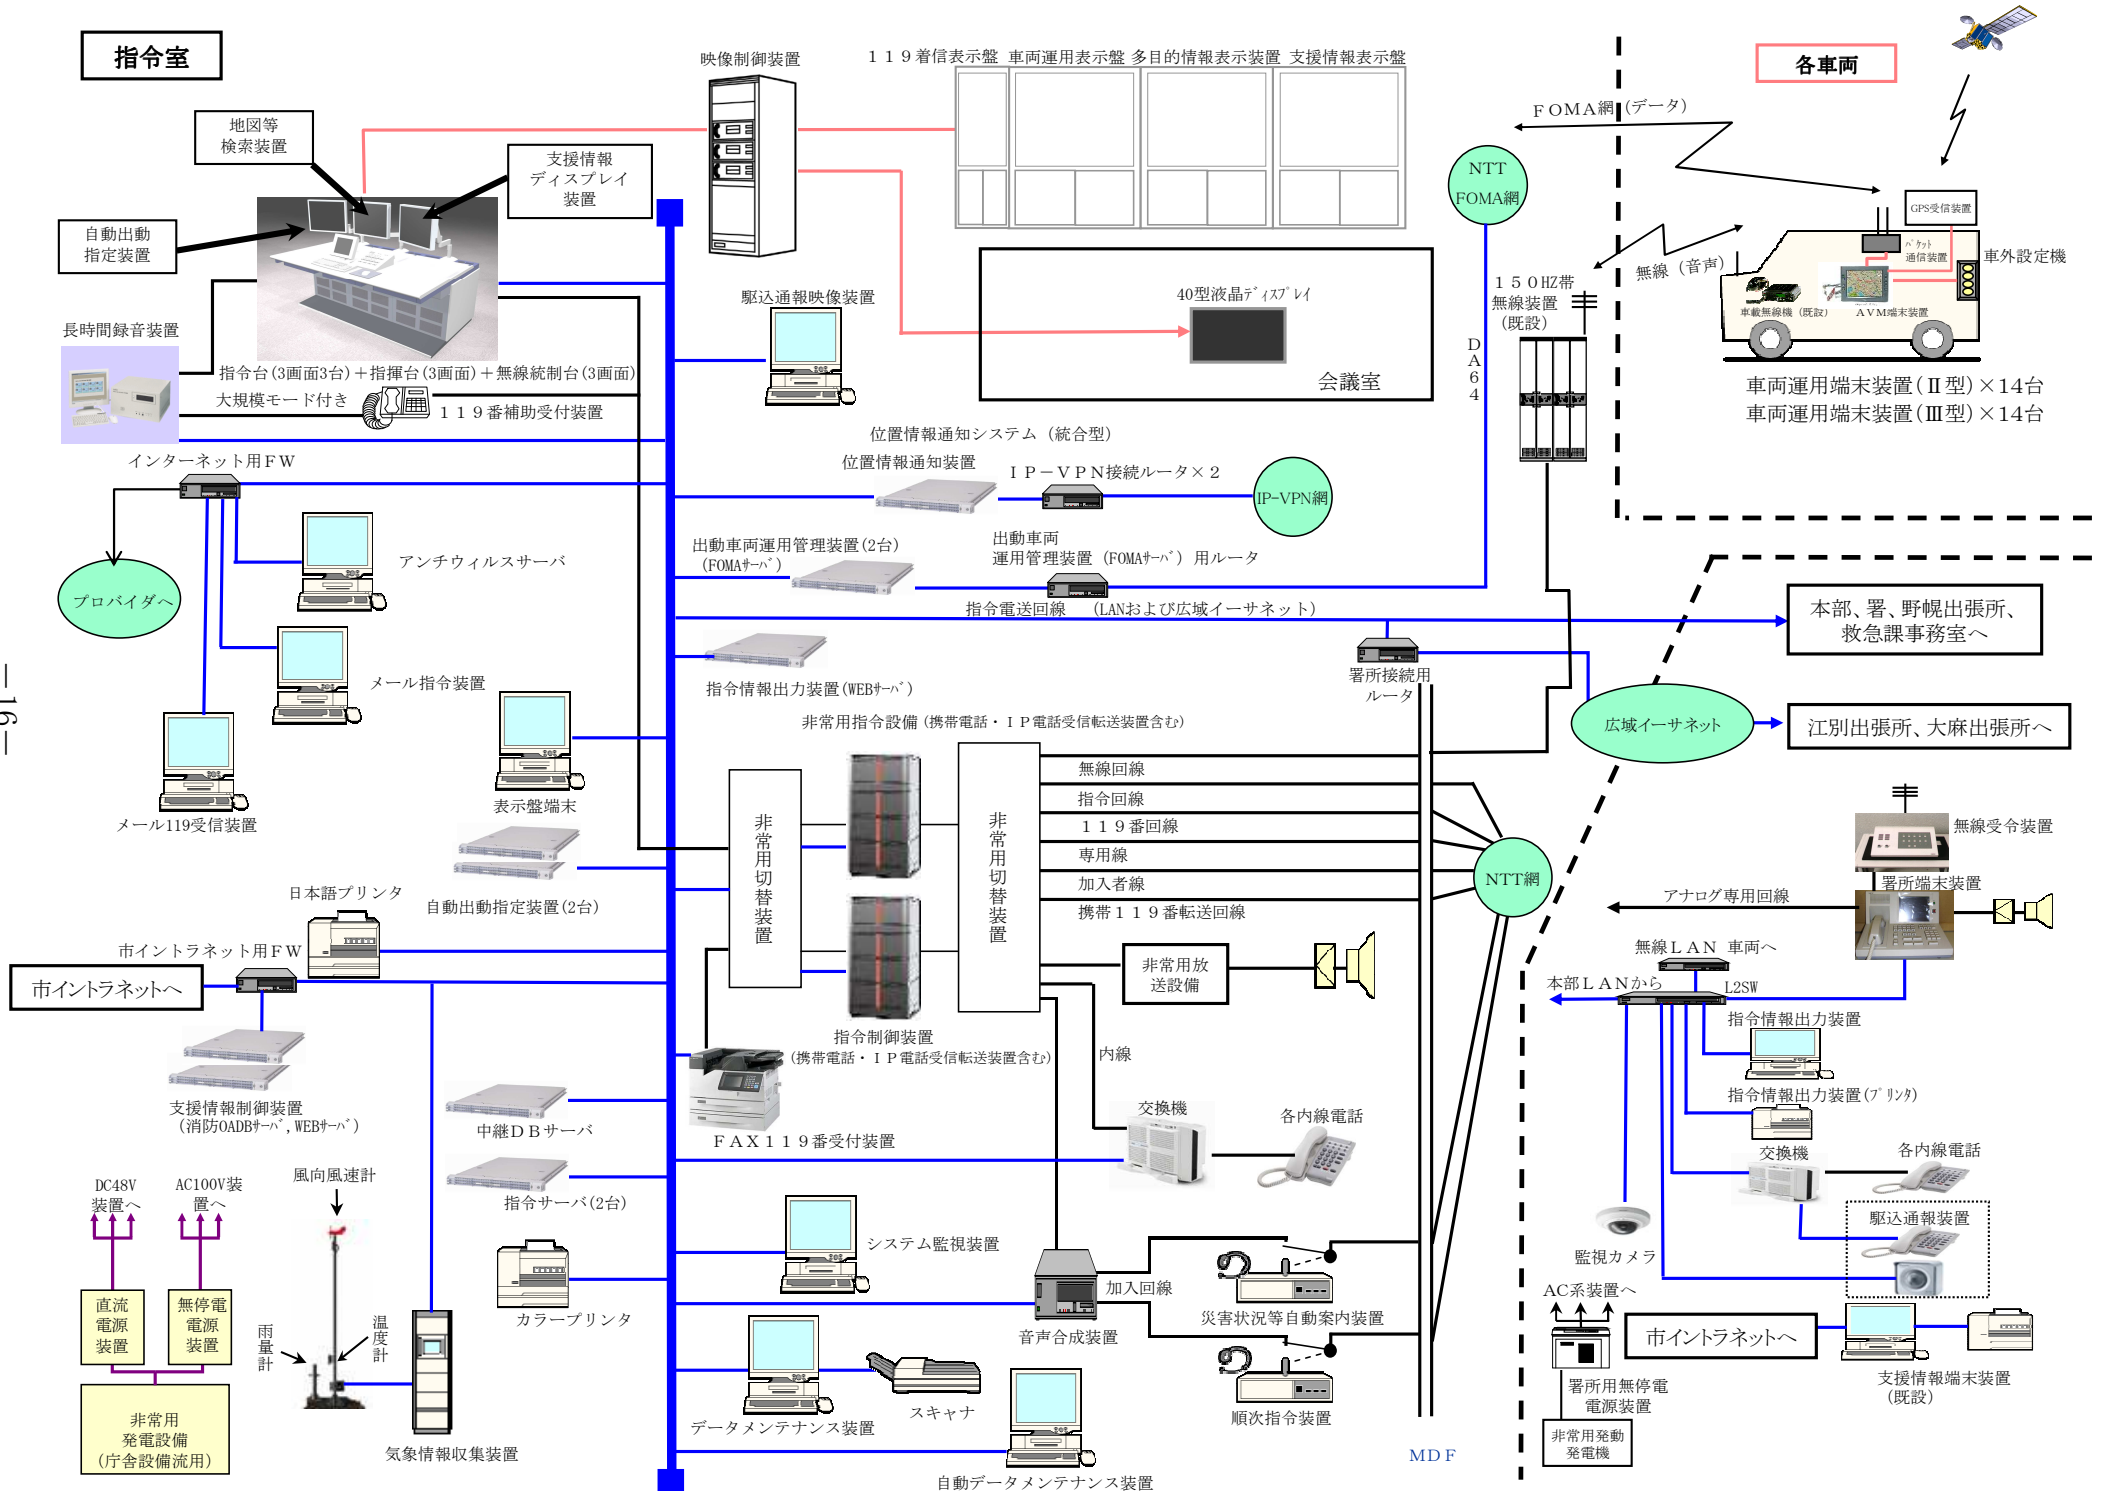 指令室
地図等
検索装置
支援情報
ディスプレイ
装置
自動出動
指定装置
長時間録音装置
指令台(3画面3台)＋指揮台(3画面)＋無線統制台(3画面)
大規模モード付き
１１９番補助受付装置
映像制御装置
１１９着信表示盤 車両運用表示盤 多目的情報表示装置 支援情報表示盤
駆込通報映像装置
40型液晶ﾃﾞｨｽﾌﾟﾚｲ
会議室
NTT
FOMA網
DA64
１５０HZ帯
無線装置
(既設)
ＦＯＭＡ網 (データ)
無線 (音声)
各車両
GPS受信装置
ﾊﾟｹｯﾄ
通信装置
車外設定機
車載無線機 (既設)
ＡＶＭ端末装置
車両運用端末装置(Ⅱ型)×14台
車両運用端末装置(Ⅲ型)×14台
インターネット用ＦＷ
プロバイダへ
アンチウィルスサーバ
メール指令装置
メール119受信装置
表示盤端末
自動出動指定装置(2台)
日本語プリンタ
市イントラネット用ＦＷ
市イントラネットへ
支援情報制御装置
(消防OADBｻｰﾊﾞ,WEBｻｰﾊﾞ)
位置情報通知システム (統合型)
位置情報通知装置
ＩＰ－ＶＰＮ接続ルータ×２
IP-VPN網
出動車両運用管理装置(2台)
(FOMAｻｰﾊﾞ)
出動車両
運用管理装置 (FOMAｻｰﾊﾞ) 用ルータ
指令電送回線 (LANおよび広域イーサネット)
指令情報出力装置(WEBｻｰﾊﾞ)
署所接続用
ルータ
本部、署、野幌出張所、
救急課事務室へ
広域イーサネット
江別出張所、大麻出張所へ
非常用指令設備 (携帯電話・ＩＰ電話受信転送装置含む)
非常用切替装置
非常用切替装置
無線回線
指令回線
１１９番回線
専用線
加入者線
携帯１１９番転送回線
NTT網
非常用放
送設備
指令制御装置
(携帯電話・ＩＰ電話受信転送装置含む)
内線
ＦＡＸ１１９番受付装置
交換機
各内線電話
中継ＤＢサーバ
指令サーバ(2台)
カラープリンタ
システム監視装置
データメンテナンス装置
スキャナ
自動データメンテナンス装置
音声合成装置
加入回線
災害状況等自動案内装置
順次指令装置
ＭＤＦ
DC48V
装置へ
AC100V装
置へ
直流
電源
装置
無停電
電源
装置
非常用
発電設備
(庁舎設備流用)
風向風速計
雨量計
温度計
気象情報収集装置
無線受令装置
署所端末装置
アナログ専用回線
無線ＬＡＮ 車両へ
本部ＬＡＮから
L2SW
指令情報出力装置
指令情報出力装置(ﾌﾟﾘﾝﾀ)
交換機
各内線電話
監視カメラ
駆込通報装置
AC系装置へ
市イントラネットへ
署所用無停電
電源装置
非常用発動
発電機
支援情報端末装置
(既設)
－16－